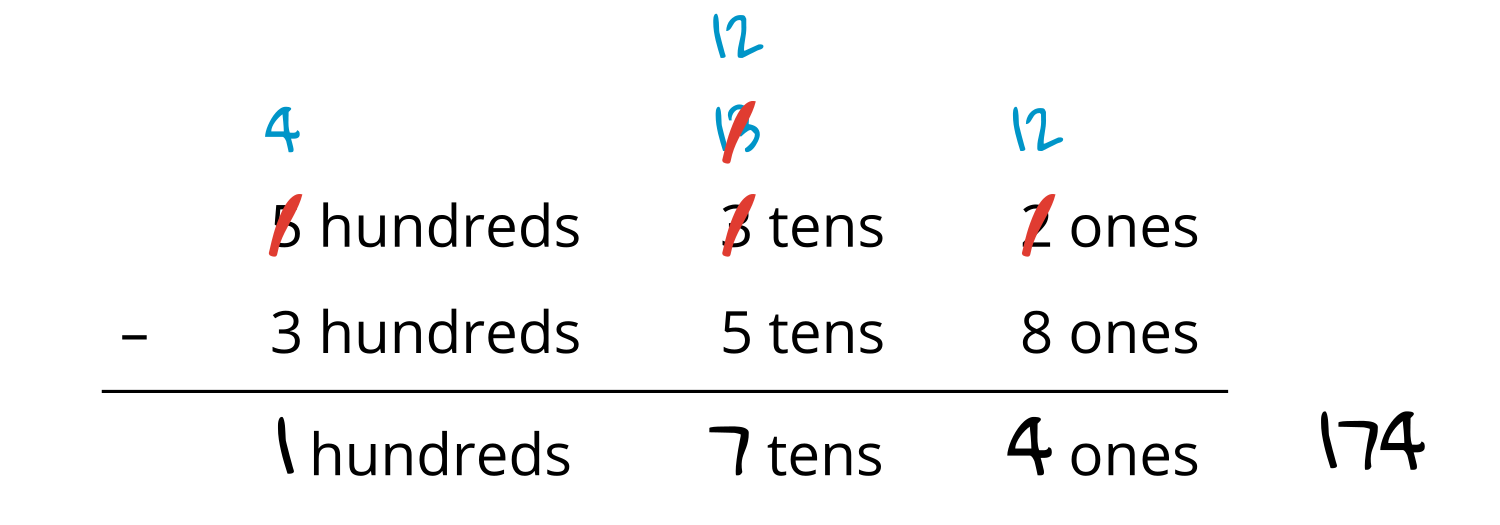 12
4 13 12
5 hundreds 3 tens 2 ones
– 3 hundreds 5 tens 8 ones
1 hundreds 7 tens 4 ones 174